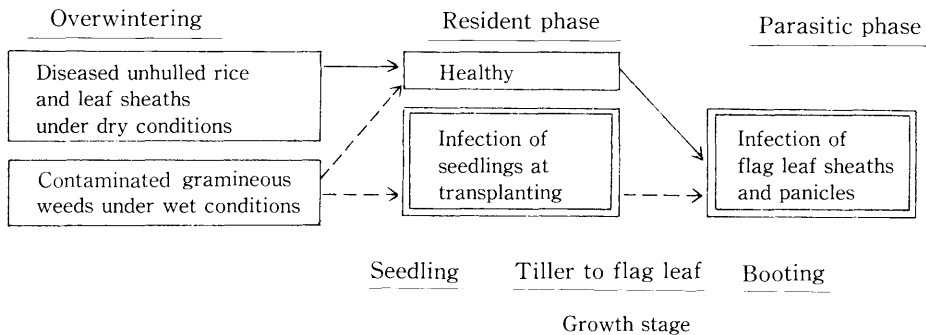 Overwintering
Resident phase
Parasitic phase
Diseased unhulled rice
and leaf sheaths
under dry conditions
Healthy
Contaminated gramineous
weeds under wet conditions
Infection of
seedlings at
transplanting
Infection of
flag leaf sheaths
and panicles
Seedling
Tiller to flag leaf
Booting
Growth stage